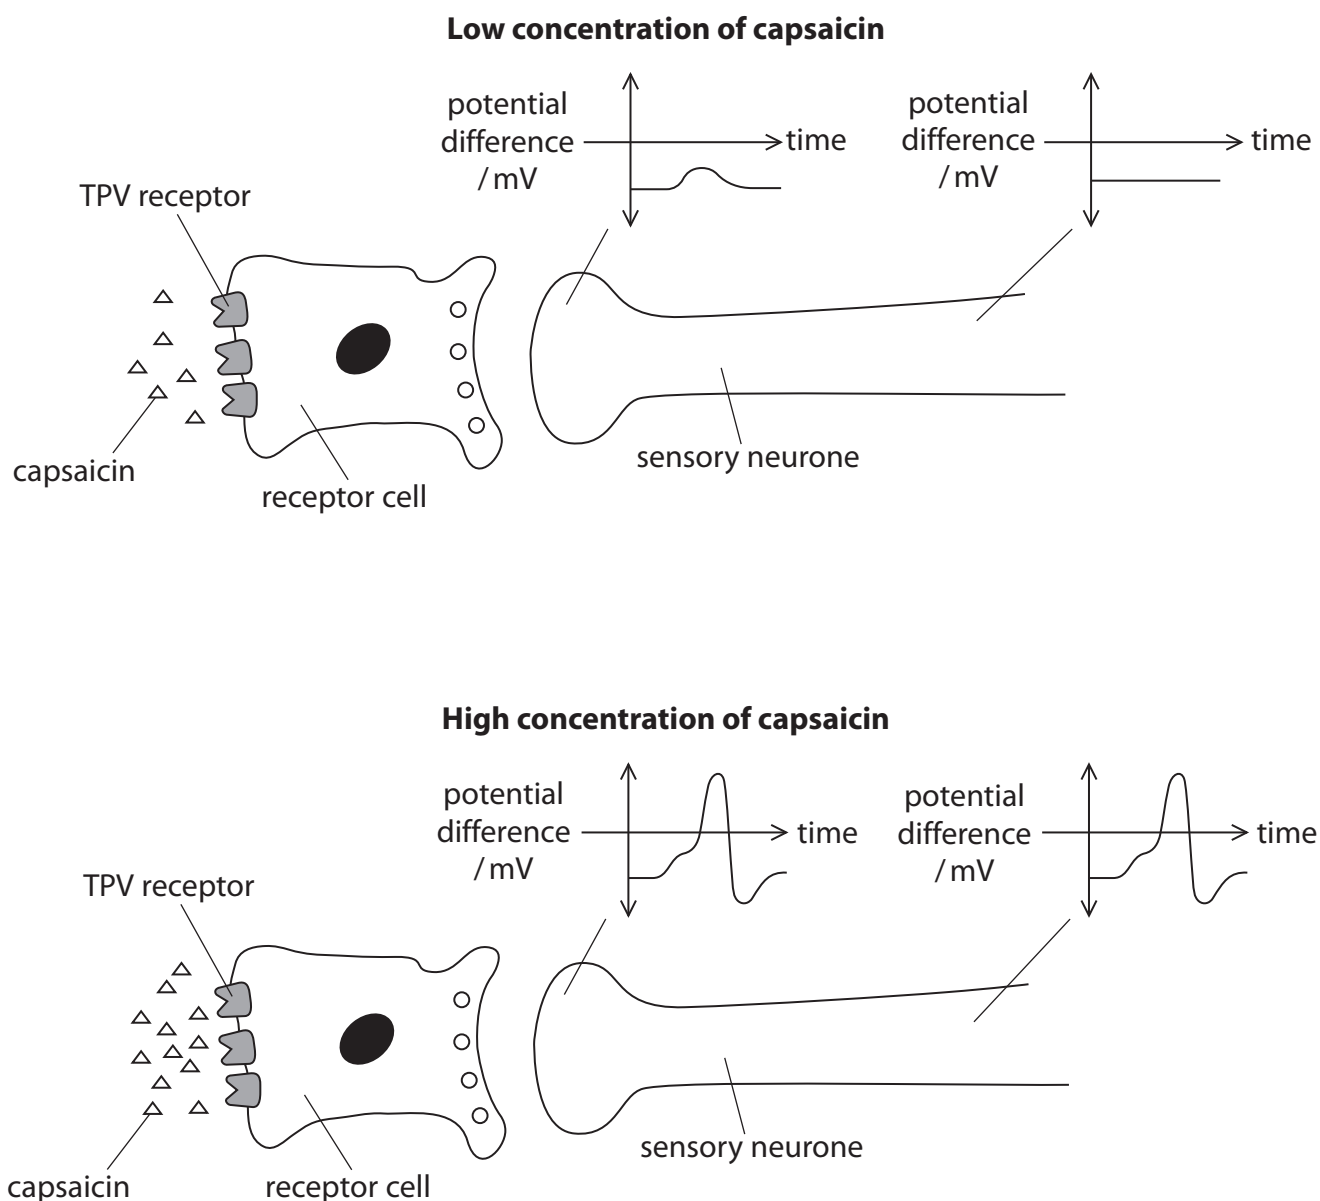 Low concentration of capsaicin
potential
difference
/ mV
time
potential
difference
/ mV
time
TPV receptor
capsaicin
receptor cell
sensory neurone
High concentration of capsaicin
potential
difference
/ mV
time
potential
difference
/ mV
time
TPV receptor
capsaicin
receptor cell
sensory neurone